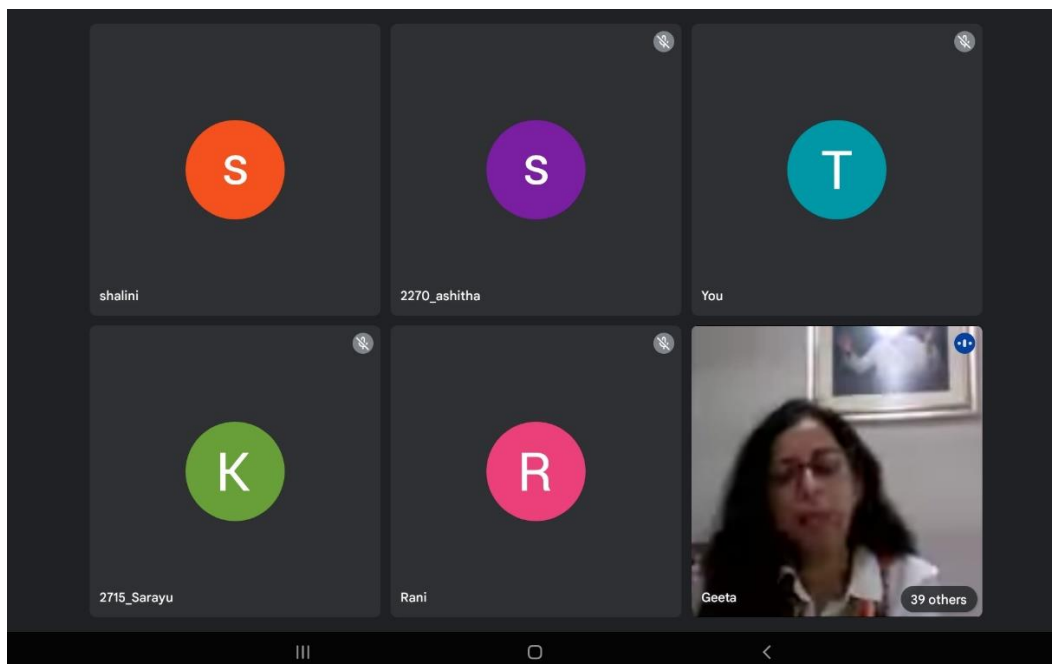 S
shalini
S
2270_ashitha
T
You
K
2715_Sarayu
R
Rani
Geeta
39 others